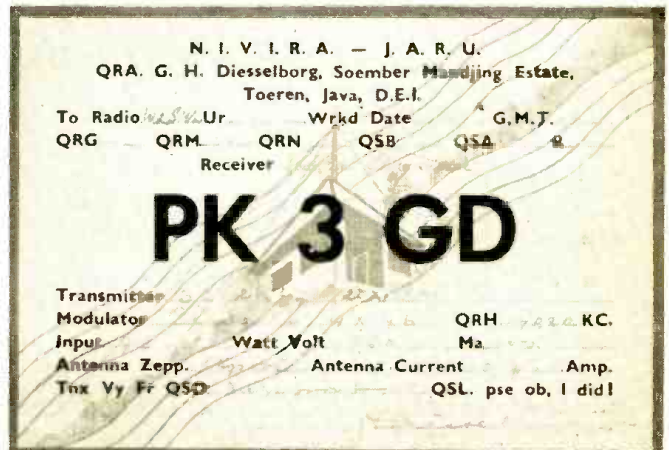 N. I. V. I. R. A. — J. A. R. U.
QRA. G. H. Diesselborg, Soember Mandjing Estate,
Toeren, Java, D.E.I.
To Radio Ur Wrkd Date G.M.T.
QRG QRM QRN QSB QSA R
Receiver
PK 3 GD
Transmitter
Modulator QRH KC.
Input Watt Volt Ma
Antenna Zepp. Antenna Current Amp.
Tnx Vy Fr QSO QSL. pse ob, I did!